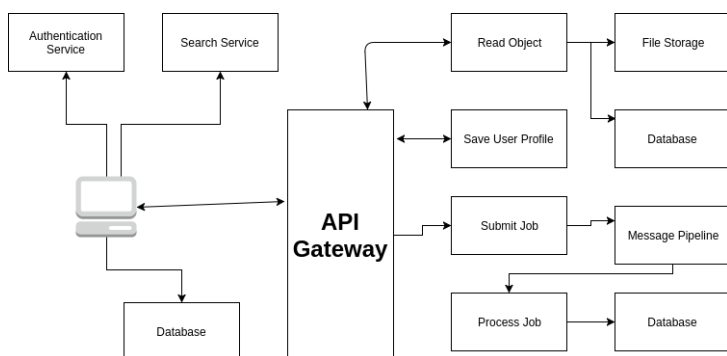 Authentication
Service
Search Service
Read Object
File Storage
Save User Profile
Database
API
Gateway
Submit Job
Message Pipeline
Database
Process Job
Database